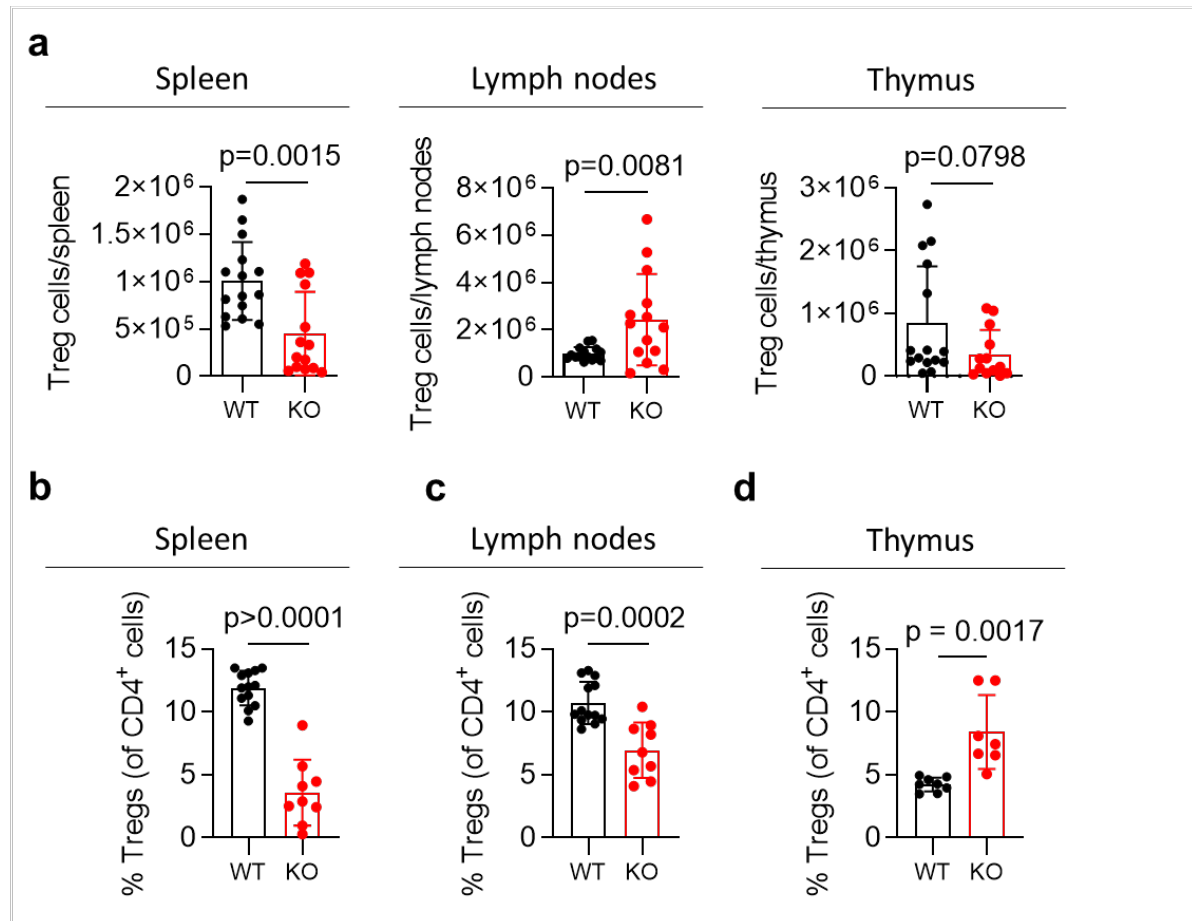 a
Spleen
Lymph nodes
Thymus
Treg cells/spleen
p=0.0015
2×10⁶
1.5×10⁶
1×10⁶
5×10⁵
0
WT KO
Treg cells/lymph nodes
p=0.0081
8×10⁶
6×10⁶
4×10⁶
2×10⁶
0
WT KO
Treg cells/thymus
p=0.0798
3×10⁶
2×10⁶
1×10⁶
0
WT KO
b
Spleen
% Tregs (of CD4⁺ cells)
p>0.0001
15
10
5
0
WT KO
c
Lymph nodes
% Tregs (of CD4⁺ cells)
p=0.0002
15
10
5
0
WT KO
d
Thymus
% Tregs (of CD4⁺ cells)
p = 0.0017
15
10
5
0
WT KO